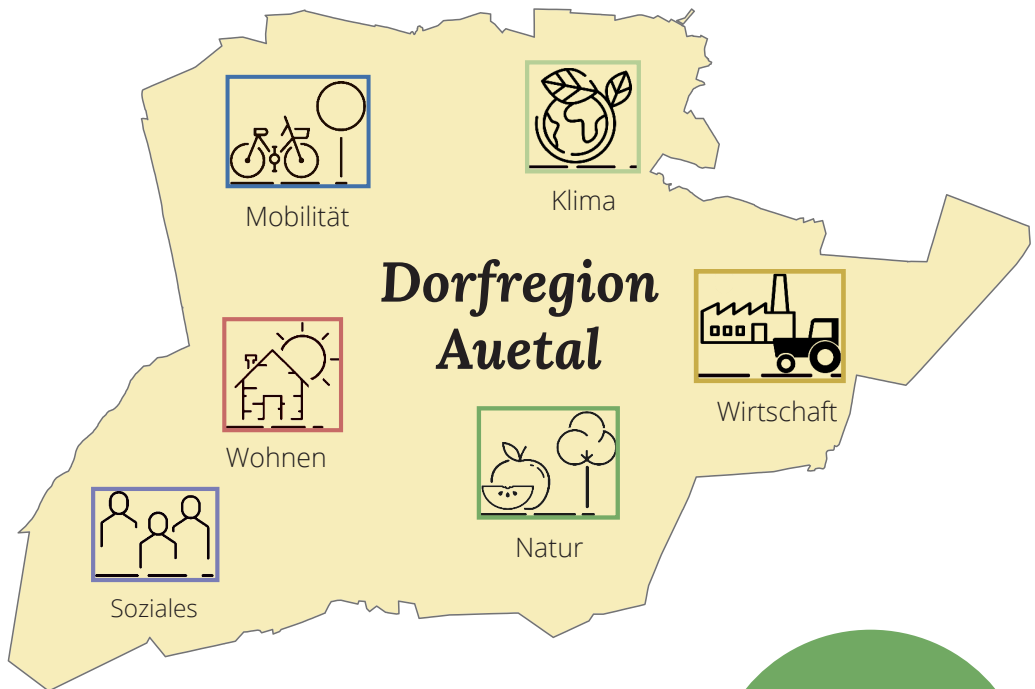 Mobilität
Klima
Dorfregion
Auetal
Wirtschaft
Wohnen
Natur
Soziales